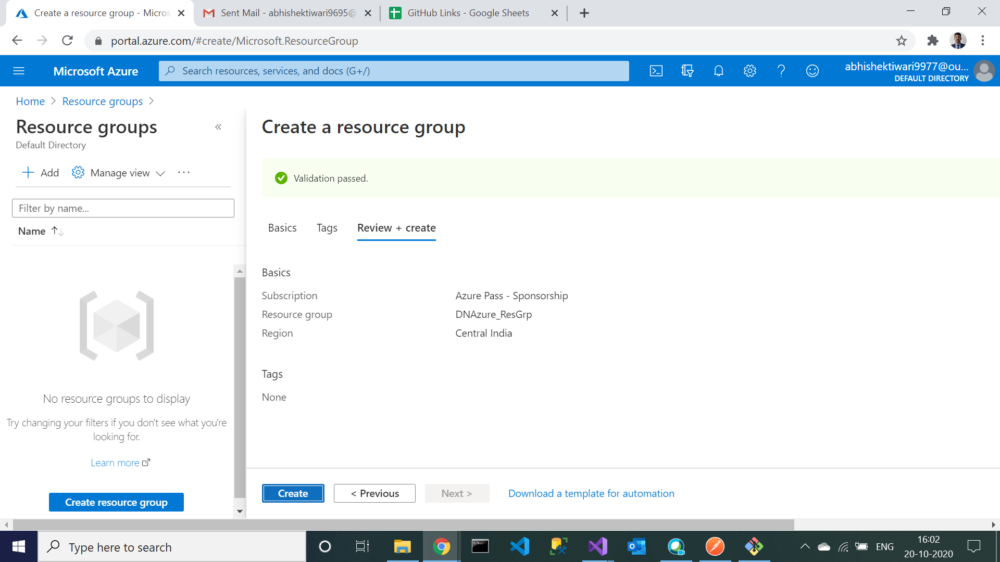 Create a resource group - Micros
Sent Mail - abhishektiwari9695@
GitHub Links - Google Sheets
portal.azure.com/#create/Microsoft.ResourceGroup
Microsoft Azure
Search resources, services, and docs (G+/)
abhishektiwari9977@ou...
DEFAULT DIRECTORY
Home > Resource groups >
Resource groups
Default Directory
Add
Manage view
...
Filter by name...
Name
No resource groups to display
Try changing your filters if you don't see what you're
looking for.
Learn more
Create resource group
Create a resource group
Validation passed.
Basics
Tags
Review + create
Basics
Subscription
Azure Pass - Sponsorship
Resource group
DNAzure_ResGrp
Region
Central India
Tags
None
Create
< Previous
Next >
Download a template for automation
Type here to search
ENG
16:02
20-10-2020